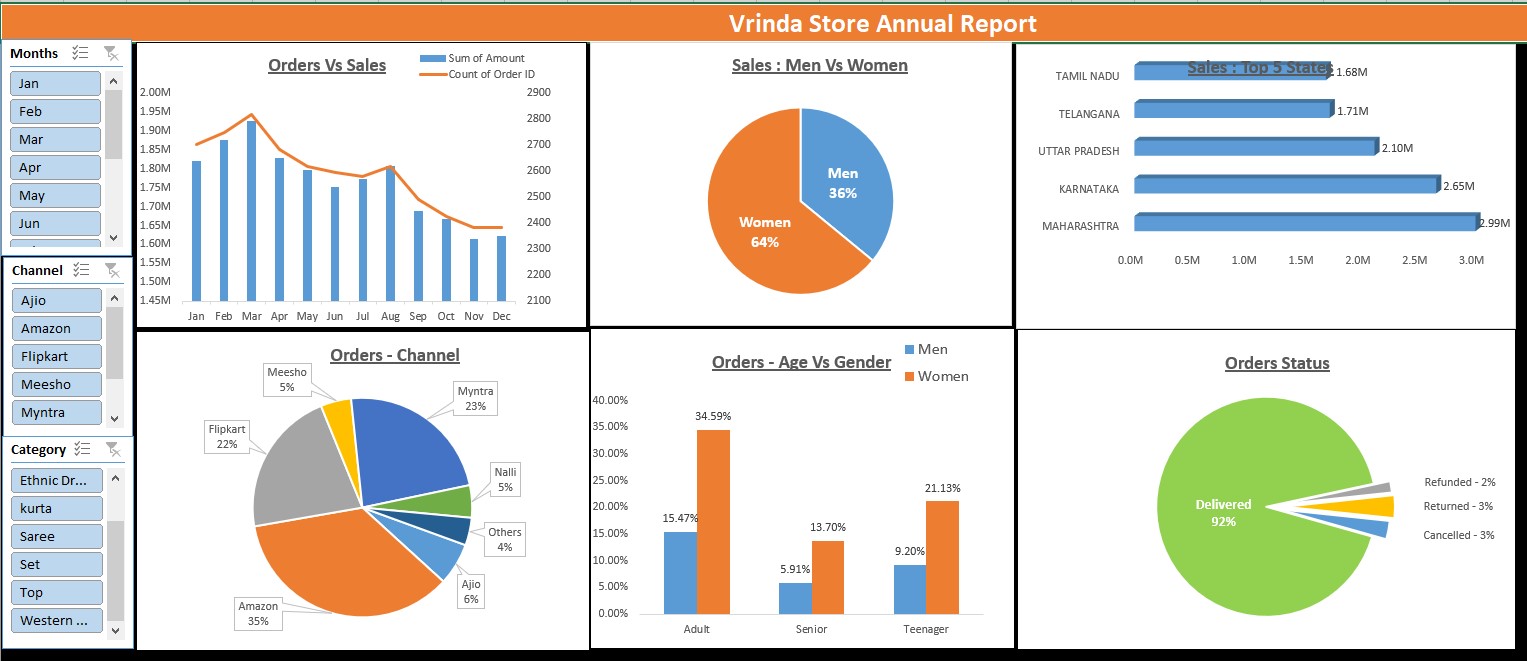 Vrinda Store Annual Report
Months
Jan
Feb
Mar
Apr
May
Jun
Channel
Ajio
Amazon
Flipkart
Meesho
Myntra
Category
Ethnic Dr...
kurta
Saree
Set
Top
Western ...
Orders Vs Sales
Sum of Amount
Count of Order ID
2.00M
1.95M
1.90M
1.85M
1.80M
1.75M
1.70M
1.65M
1.60M
1.55M
1.50M
1.45M
2900
2800
2700
2600
2500
2400
2300
2200
2100
Jan Feb Mar Apr May Jun Jul Aug Sep Oct Nov Dec
Sales : Men Vs Women
Men
36%
Women
64%
Sales : Top 5 States
TAMIL NADU 1.68M
TELANGANA 1.71M
UTTAR PRADESH 2.10M
KARNATAKA 2.65M
MAHARASHTRA 2.99M
0.0M 0.5M 1.0M 1.5M 2.0M 2.5M 3.0M
Orders - Channel
Meesho
5%
Myntra
23%
Flipkart
22%
Nalli
5%
Others
4%
Ajio
6%
Amazon
35%
Orders - Age Vs Gender
Men
Women
40.00%
35.00%
30.00%
25.00%
20.00%
15.00%
10.00%
5.00%
0.00%
15.47%
34.59%
5.91%
13.70%
9.20%
21.13%
Adult Senior Teenager
Orders Status
Delivered
92%
Refunded - 2%
Returned - 3%
Cancelled - 3%